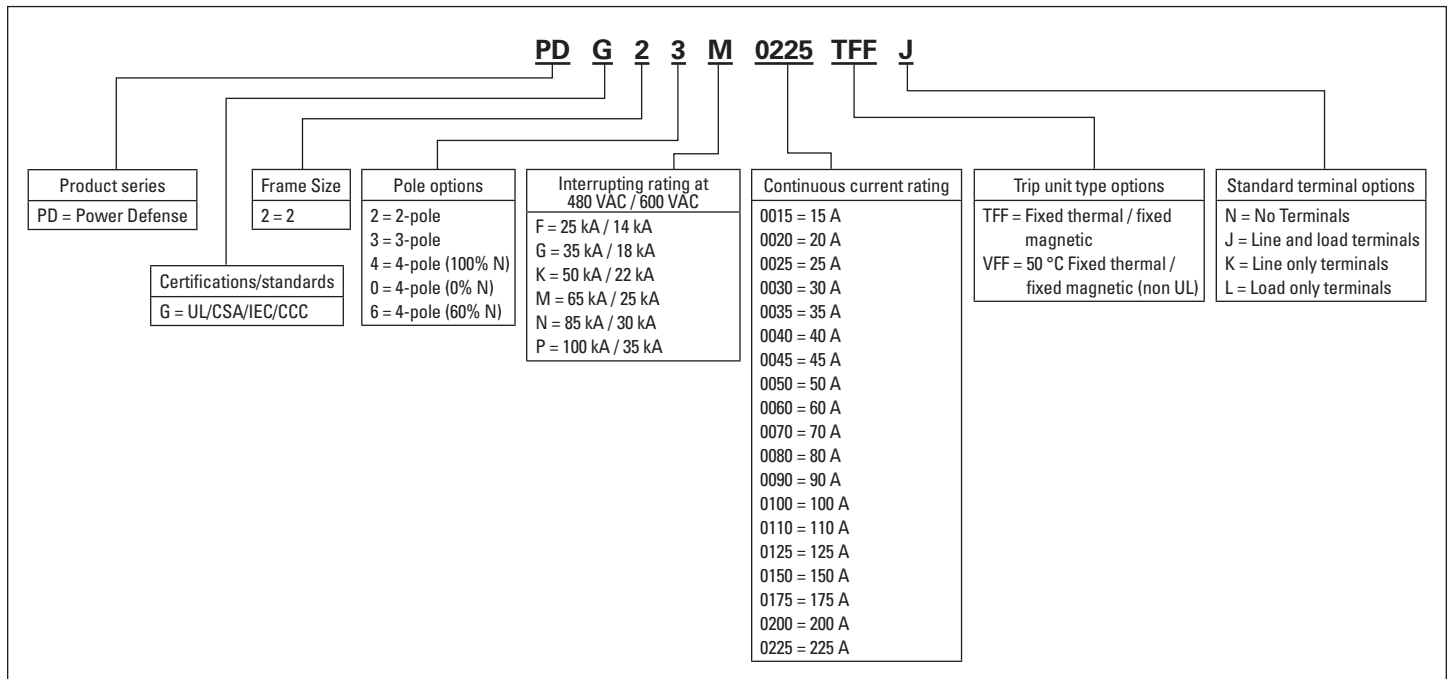 PD G 2 3 M 0225 TFF J
Product series
PD = Power Defense
Certifications/standards
G = UL/CSA/IEC/CCC
Frame Size
2 = 2
Pole options
2 = 2-pole
3 = 3-pole
4 = 4-pole (100% N)
0 = 4-pole (0% N)
6 = 4-pole (60% N)
Interrupting rating at
480 VAC / 600 VAC
F = 25 kA / 14 kA
G = 35 kA / 18 kA
K = 50 kA / 22 kA
M = 65 kA / 25 kA
N = 85 kA / 30 kA
P = 100 kA / 35 kA
Continuous current rating
0015 = 15 A
0020 = 20 A
0025 = 25 A
0030 = 30 A
0035 = 35 A
0040 = 40 A
0045 = 45 A
0050 = 50 A
0060 = 60 A
0070 = 70 A
0080 = 80 A
0090 = 90 A
0100 = 100 A
0110 = 110 A
0125 = 125 A
0150 = 150 A
0175 = 175 A
0200 = 200 A
0225 = 225 A
Trip unit type options
TFF = Fixed thermal / fixed
magnetic
VFF = 50 °C Fixed thermal /
fixed magnetic (non UL)
Standard terminal options
N = No Terminals
J = Line and load terminals
K = Line only terminals
L = Load only terminals